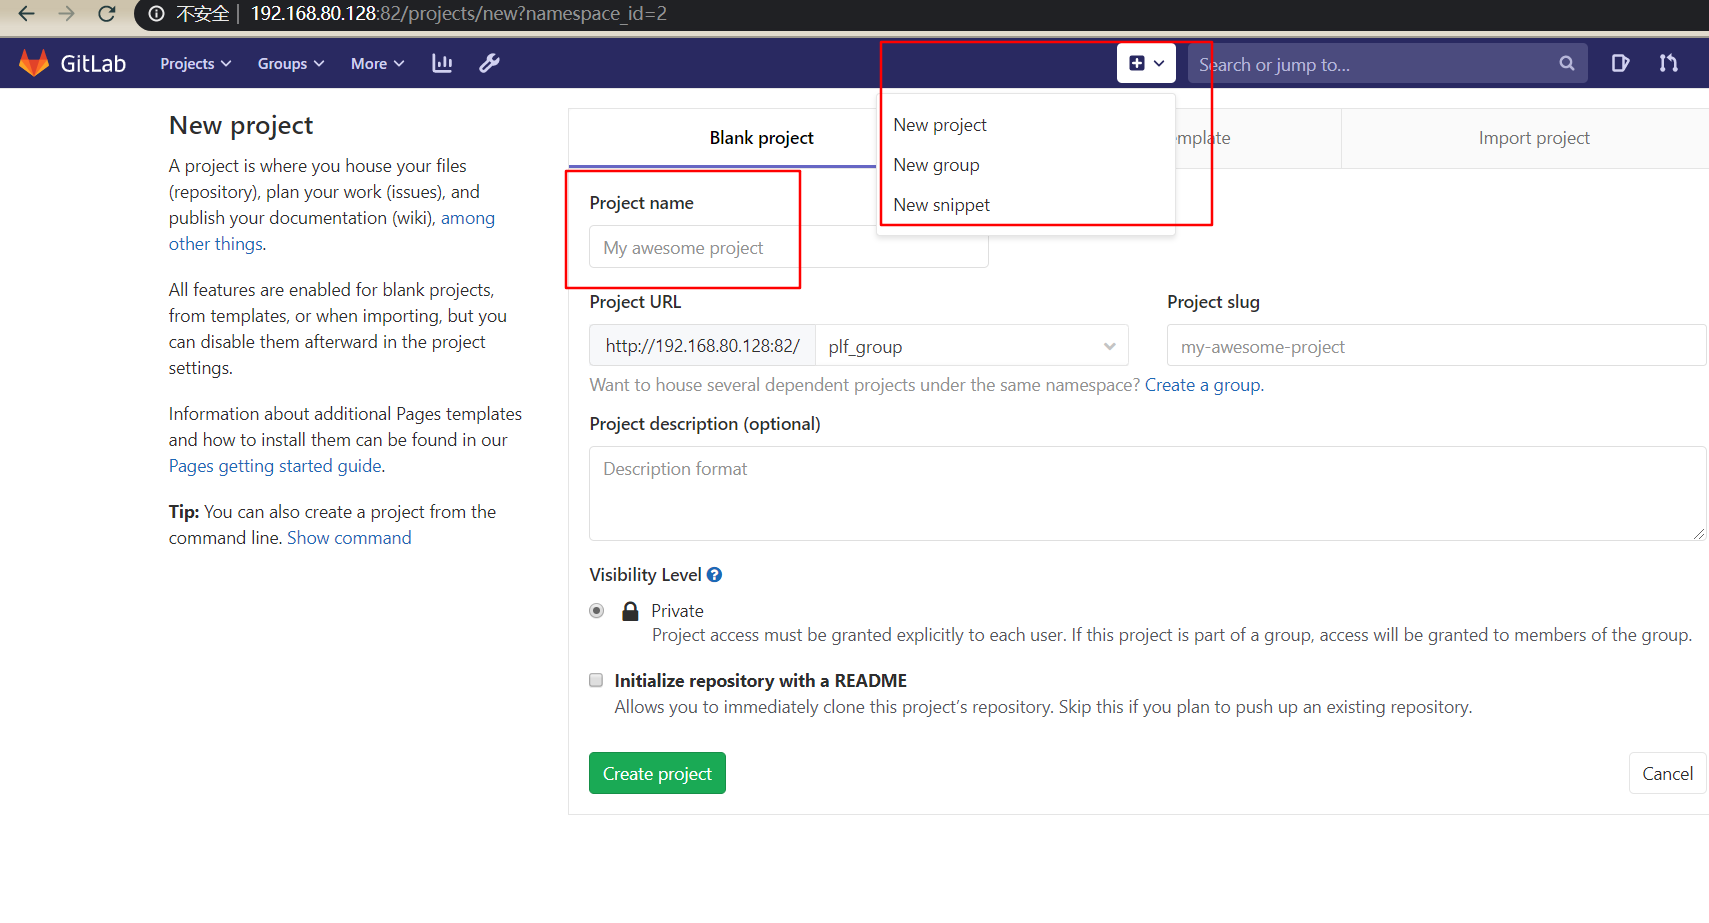 不安全 | 192.168.80.128:82/projects/new?namespace_id=2
GitLab Projects Groups More Search or jump to...
New project
New group
New snippet
New project
A project is where you house your files
(repository), plan your work (issues), and
publish your documentation (wiki), among
other things.
All features are enabled for blank projects,
from templates, or when importing, but you
can disable them afterward in the project
settings.
Information about additional Pages templates
and how to install them can be found in our
Pages getting started guide.
Tip: You can also create a project from the
command line. Show command
Blank project mplate Import project
Project name
My awesome project
Project URL Project slug
http://192.168.80.128:82/ plf_group my-awesome-project
Want to house several dependent projects under the same namespace? Create a group.
Project description (optional)
Description format
Visibility Level
Private
Project access must be granted explicitly to each user. If this project is part of a group, access will be granted to members of the group.
Initialize repository with a README
Allows you to immediately clone this project’s repository. Skip this if you plan to push up an existing repository.
Create project Cancel